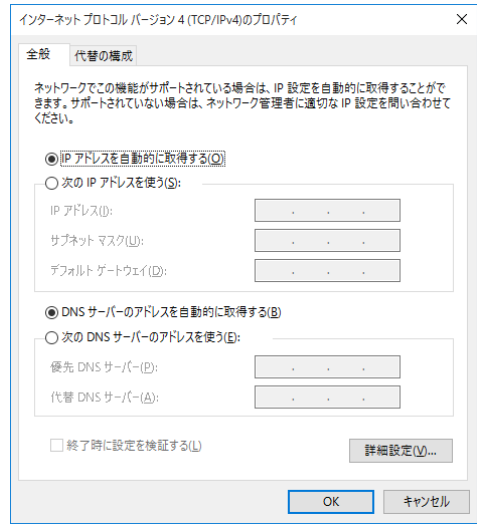 インターネット プロトコル バージョン 4 (TCP/IPv4)のプロパティ
全般
代替の構成
ネットワークでこの機能がサポートされている場合は、IP 設定を自動的に取得することがで
きます。サポートされていない場合は、ネットワーク管理者に適切な IP 設定を問い合わせて
ください。
IP アドレスを自動的に取得する(O)
次の IP アドレスを使う(S):
IP アドレス(I):
サブネット マスク(U):
デフォルト ゲートウェイ(D):
DNS サーバーのアドレスを自動的に取得する(B)
次の DNS サーバーのアドレスを使う(E):
優先 DNS サーバー(P):
代替 DNS サーバー(A):
終了時に設定を検証する(L)
詳細設定(V)...
OK
キャンセル